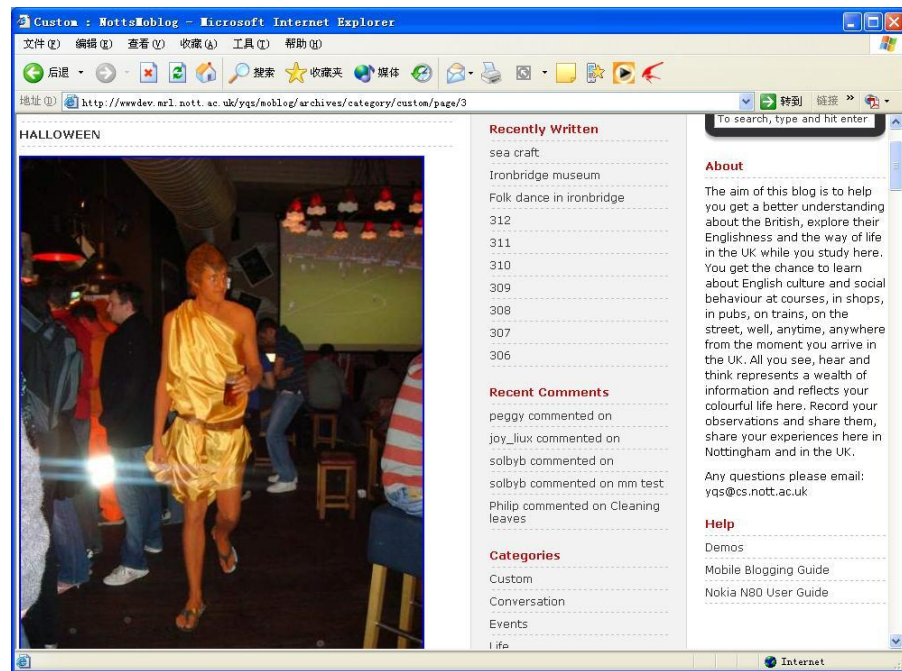 Custom : NottsMoblog - Microsoft Internet Explorer
文件(F) 编辑(E) 查看(V) 收藏(A) 工具(T) 帮助(H)
后退 搜索 收藏夹 媒体
地址(D) http://wwwdev.mrl.nott.ac.uk/yqs/moblog/archives/category/custom/page/3 转到 链接 »
HALLOWEEN
Recently Written
sea craft
Ironbridge museum
Folk dance in ironbridge
312
311
310
309
308
307
306
Recent Comments
peggy commented on
joy_liux commented on
solbyb commented on
solbyb commented on mm test
Philip commented on Cleaning
leaves
Categories
Custom
Conversation
Events
Life
To search, type and hit enter
About
The aim of this blog is to help
you get a better understanding
about the British, explore their
Englishness and the way of life
in the UK while you study here.
You get the chance to learn
about English culture and social
behaviour at courses, in shops,
in pubs, on trains, on the
street, well, anytime, anywhere
from the moment you arrive in
the UK. All you see, hear and
think represents a wealth of
information and reflects your
colourful life here. Record your
observations and share them,
share your experiences here in
Nottingham and in the UK.
Any questions please email:
yqs@cs.nott.ac.uk
Help
Demos
Mobile Blogging Guide
Nokia N80 User Guide
Internet